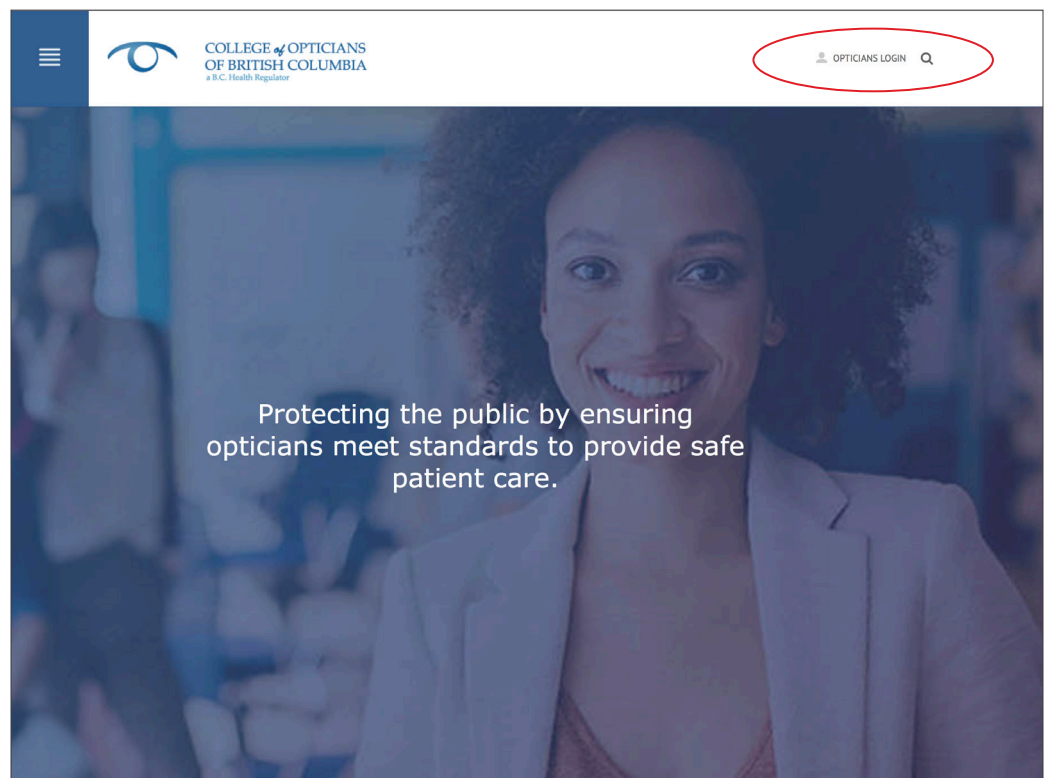 COLLEGE of OPTICIANS
OF BRITISH COLUMBIA
a B.C. Health Regulator
OPTICIANS LOGIN
Protecting the public by ensuring
opticians meet standards to provide safe
patient care.